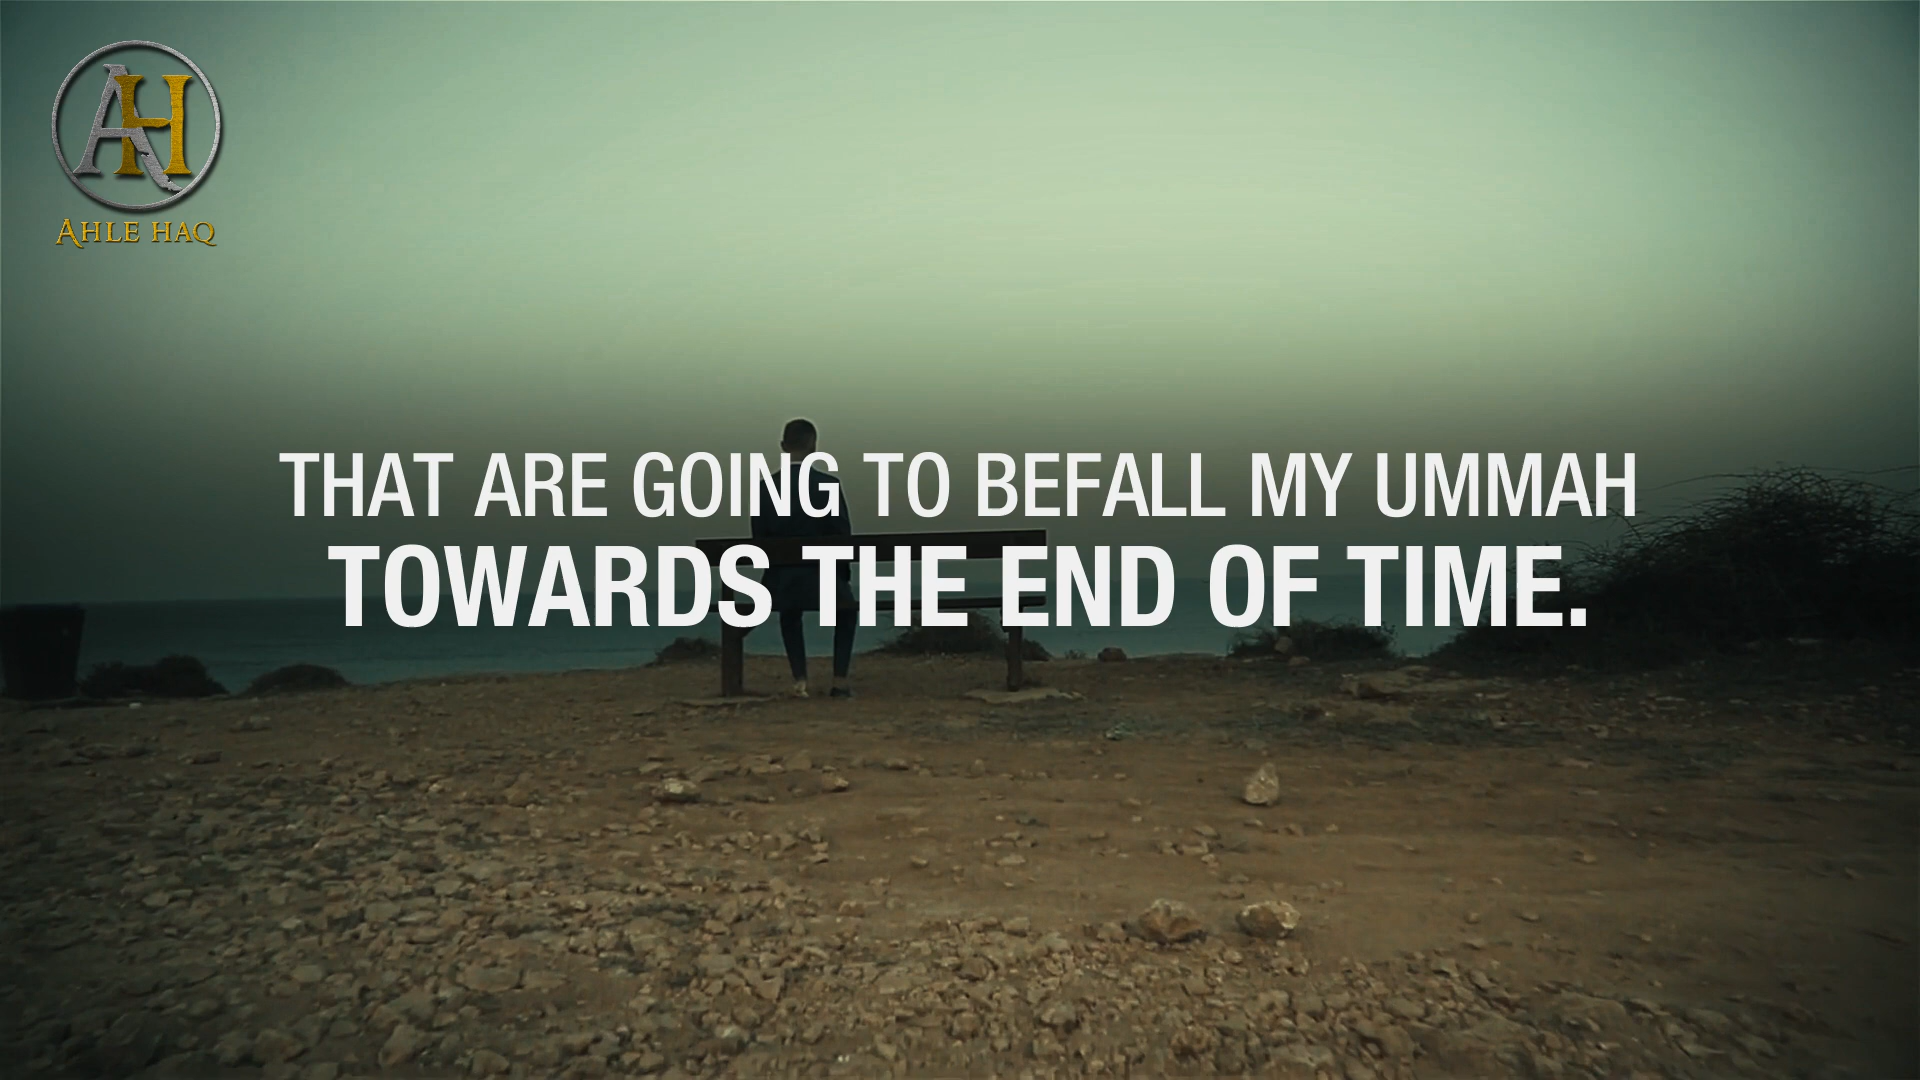 AH
AHLE HAQ
THAT ARE GOING TO BEFALL MY UMMAH
TOWARDS THE END OF TIME.